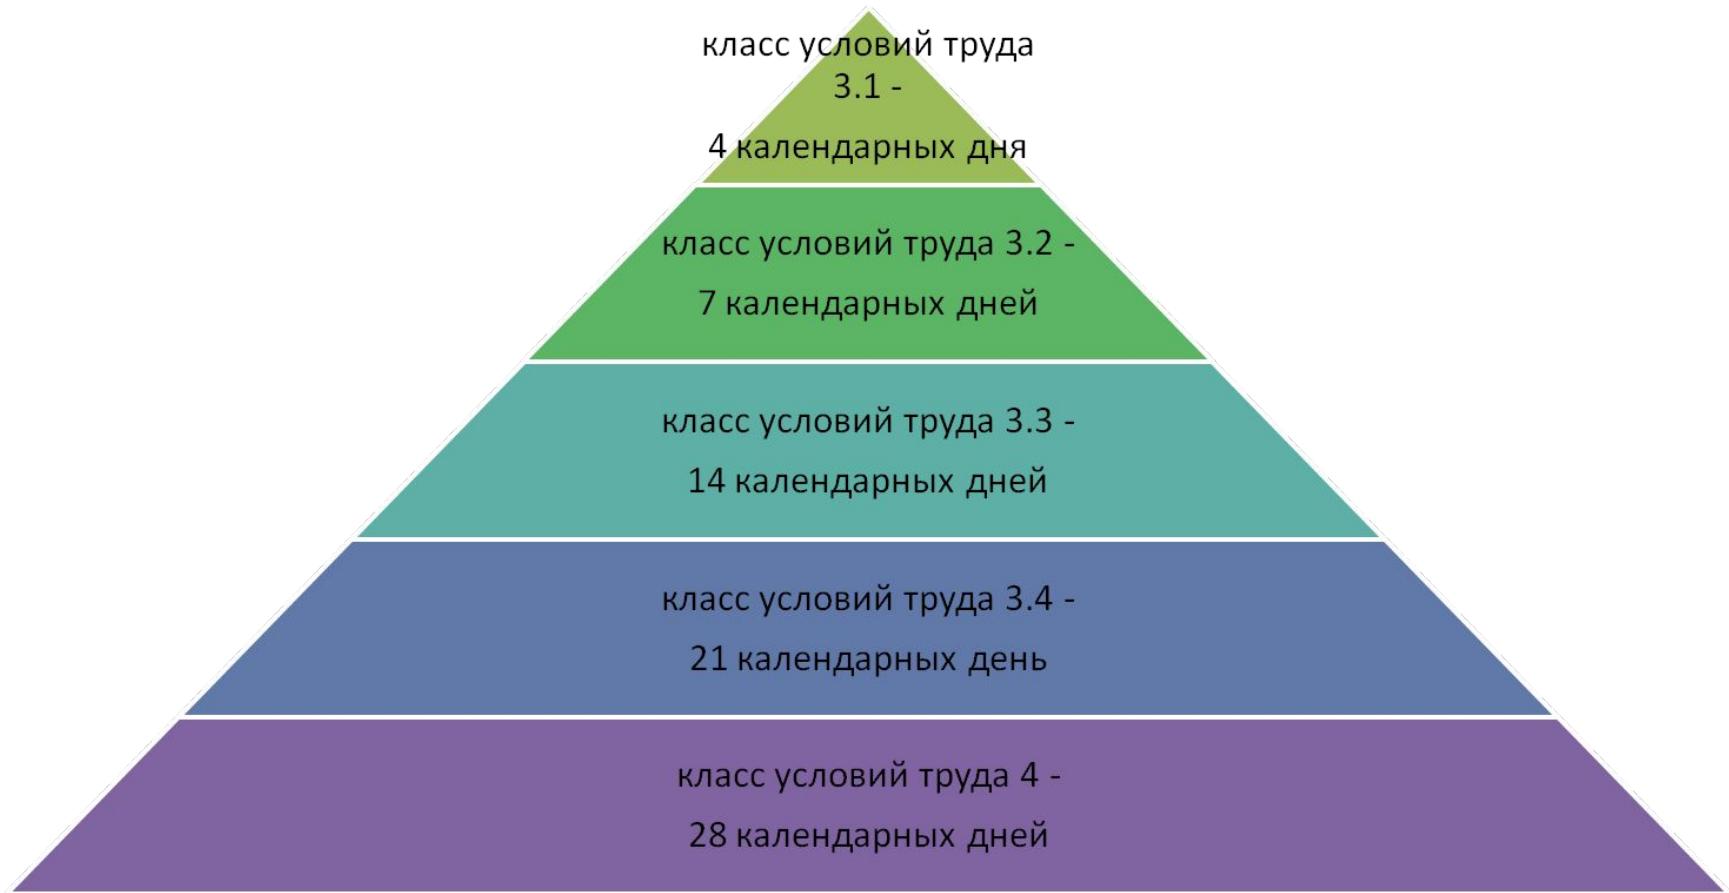 класс условий труда
3.1 -
4 календарных дня
класс условий труда 3.2 -
7 календарных дней
класс условий труда 3.3 -
14 календарных дней
класс условий труда 3.4 -
21 календарных день
класс условий труда 4 -
28 календарных дней